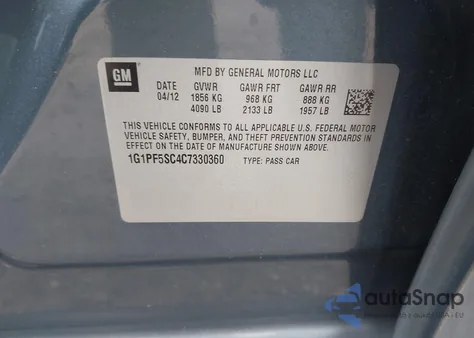 GM
MFD BY GENERAL MOTORS LLC
DATE GVWR GAWR FRT GAWR RR
04/12 1856 KG 968 KG 888 KG
4090 LB 2133 LB 1957 LB
THIS VEHICLE CONFORMS TO ALL APPLICABLE U.S. FEDERAL MOTOR
VEHICLE SAFETY, BUMPER, AND THEFT PREVENTION STANDARDS
IN EFFECT ON THE DATE OF MANUFACTURE SHOWN ABOVE.
1G1PF5SC4C7330360 TYPE: PASS CAR
autoSnap